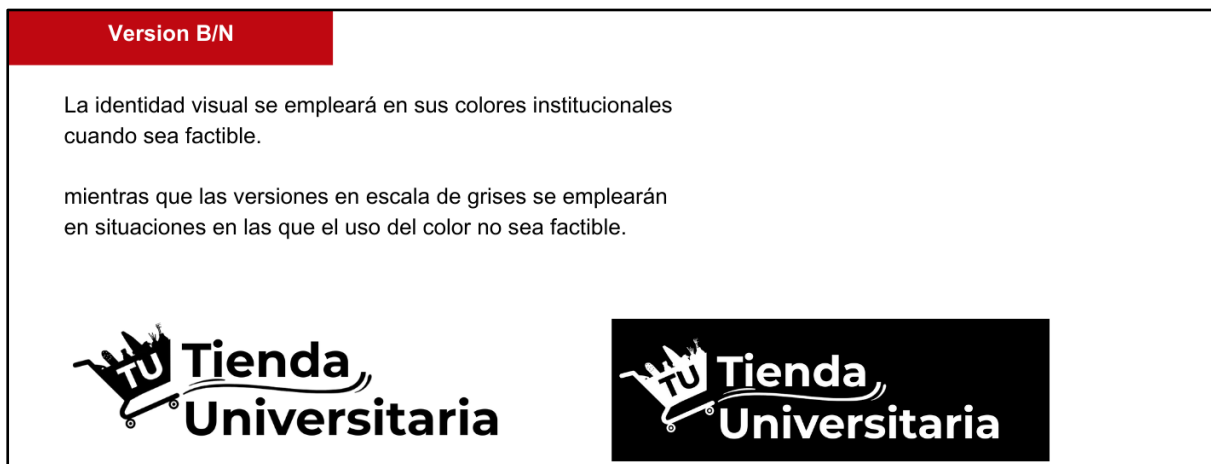 Version B/N
La identidad visual se empleará en sus colores institucionales
cuando sea factible.
mientras que las versiones en escala de grises se emplearán
en situaciones en las que el uso del color no sea factible.
TU
Tienda
Universitaria
TU
Tienda
Universitaria